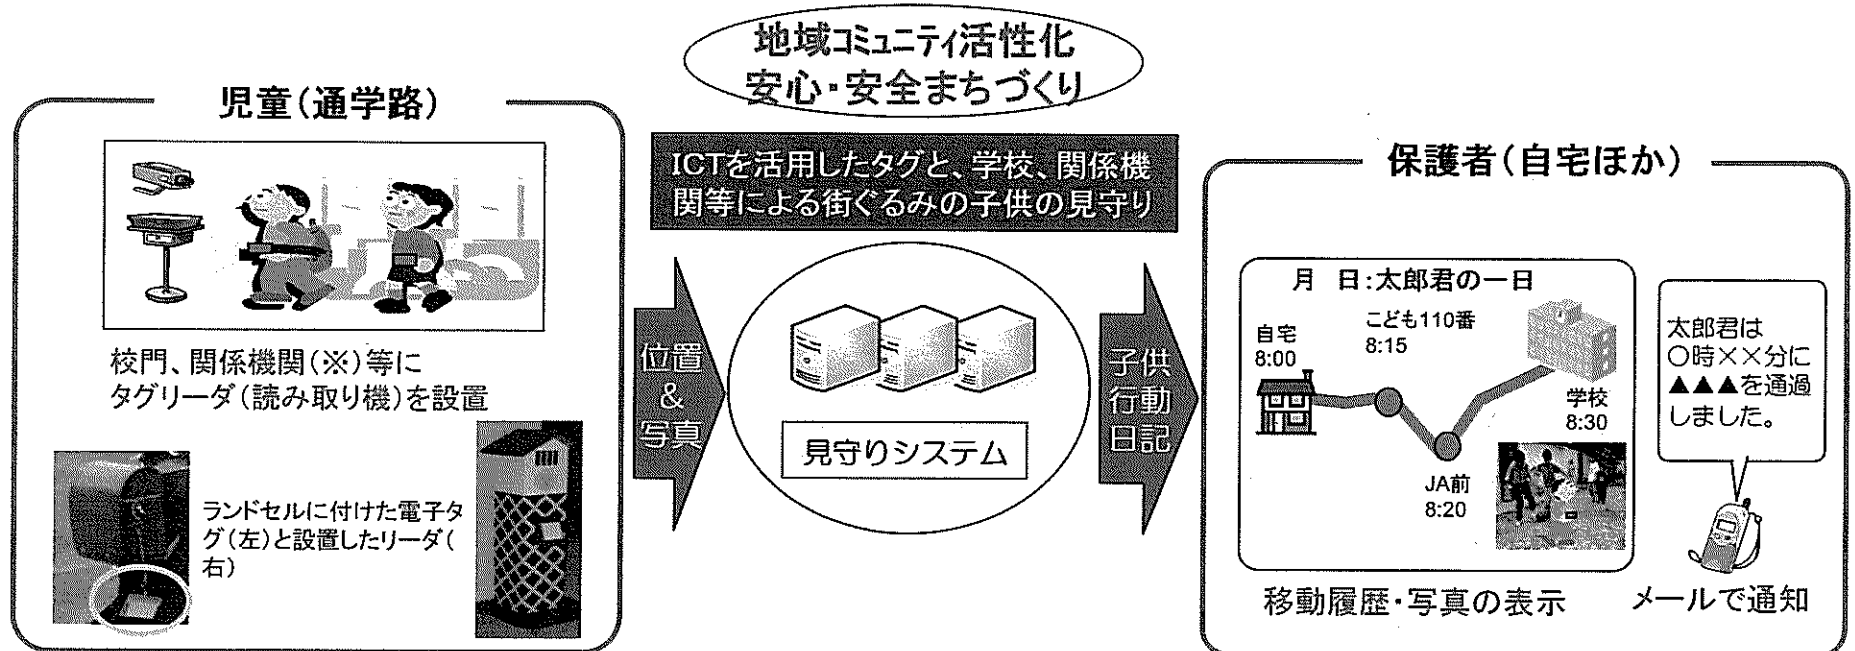 地域コミュニティ活性化
安心・安全まちづくり
児童(通学路)
校門、関係機関(※)等に
タグリーダ(読み取り機)を設置
ランドセルに付けた電子タ
グ(左)と設置したリーダ(
右)
ICTを活用したタグと、学校、関係機
関等による街ぐるみの子供の見守り
位置
&
写真
見守りシステム
子供
行動
日記
保護者(自宅ほか)
月 日:太郎君の一日
自宅
8:00
こども110番
8:15
JA前
8:20
学校
8:30
移動履歴・写真の表示
太郎君は
〇時××分に
▲▲▲を通過
しました。
メールで通知